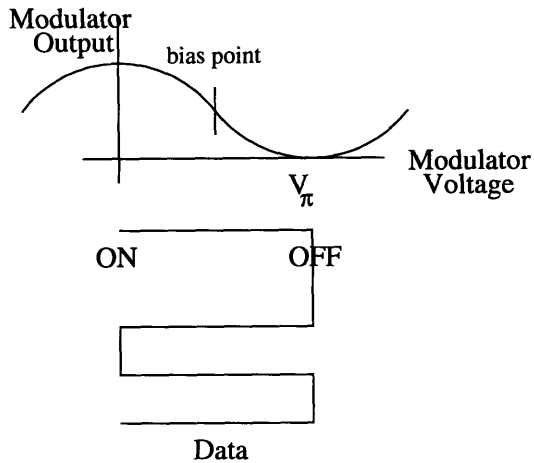 Modulator
Output
bias point
Modulator
Voltage
Vπ
ON
OFF
Data